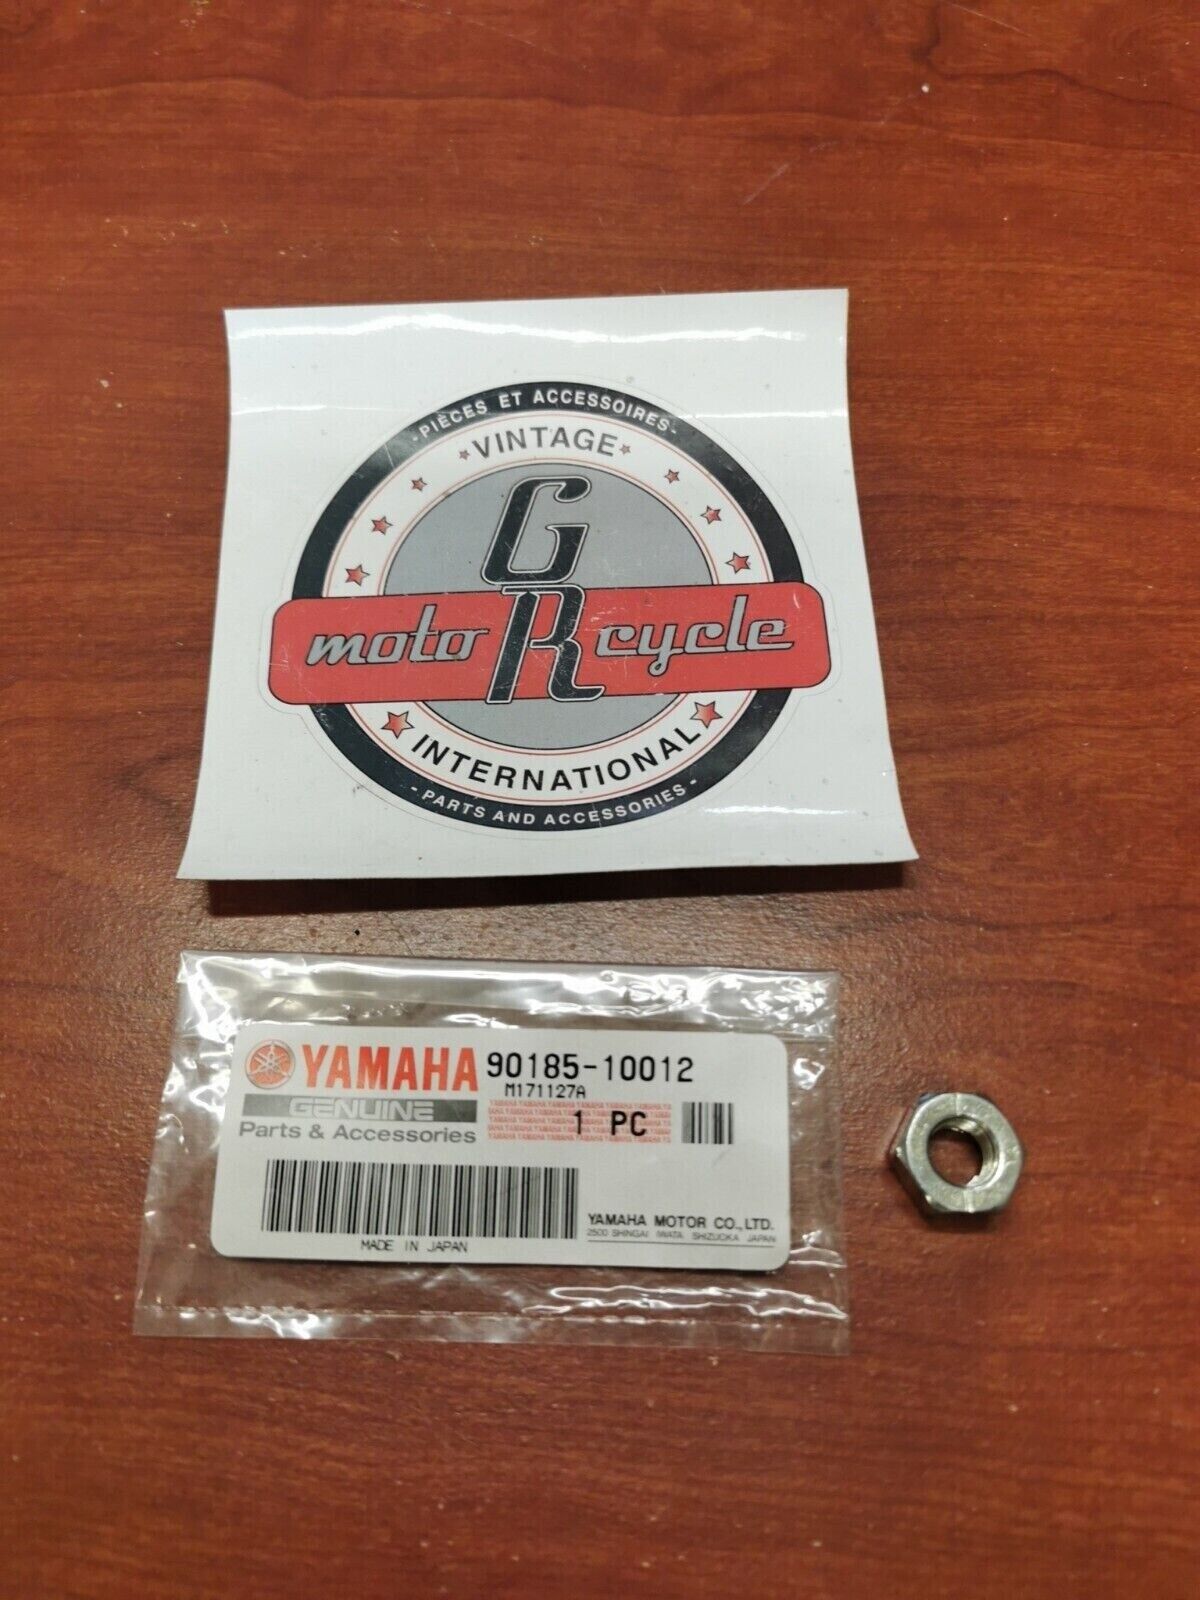 -PIÈCES ET ACCESSOIRES-
VINTAGE
G
moto R cycle
INTERNATIONAL
- PARTS AND ACCESSORIES -
YAMAHA 90185-10012
M171127A
GENUINE
1 PC
Parts & Accessories
YAMAHA MOTOR CO., LTD.
2500 SHINGAI IWATA SHIZUOKA JAPAN
MADE IN JAPAN